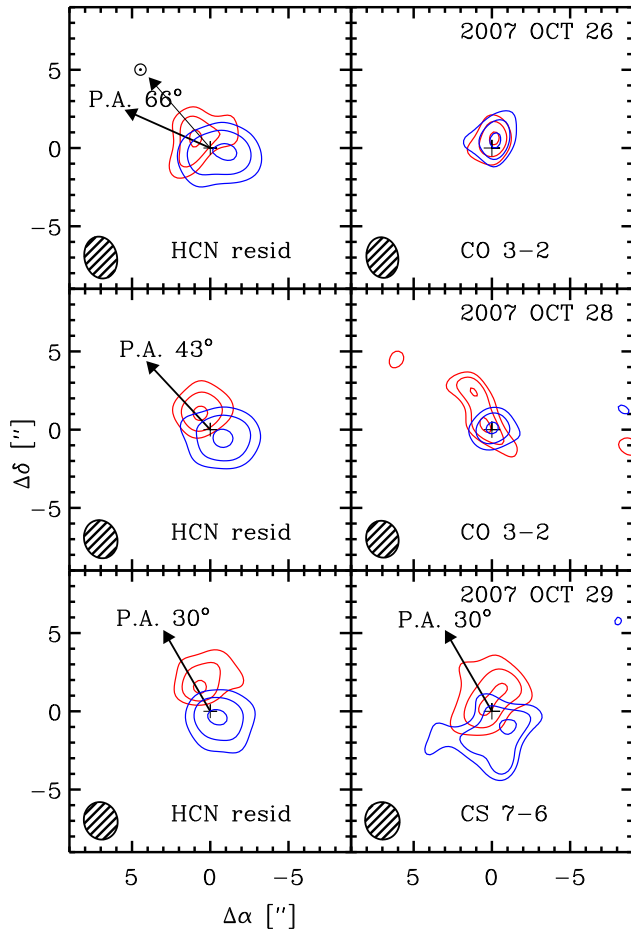 2007 OCT 26
5
P.A. 66°
0
-5
HCN resid
CO 3-2
2007 OCT 28
5
P.A. 43°
0
Δδ ["]
-5
HCN resid
CO 3-2
2007 OCT 29
P.A. 30°
P.A. 30°
5
0
-5
HCN resid
CS 7-6
5 0 -5 5 0 -5
Δα ["]